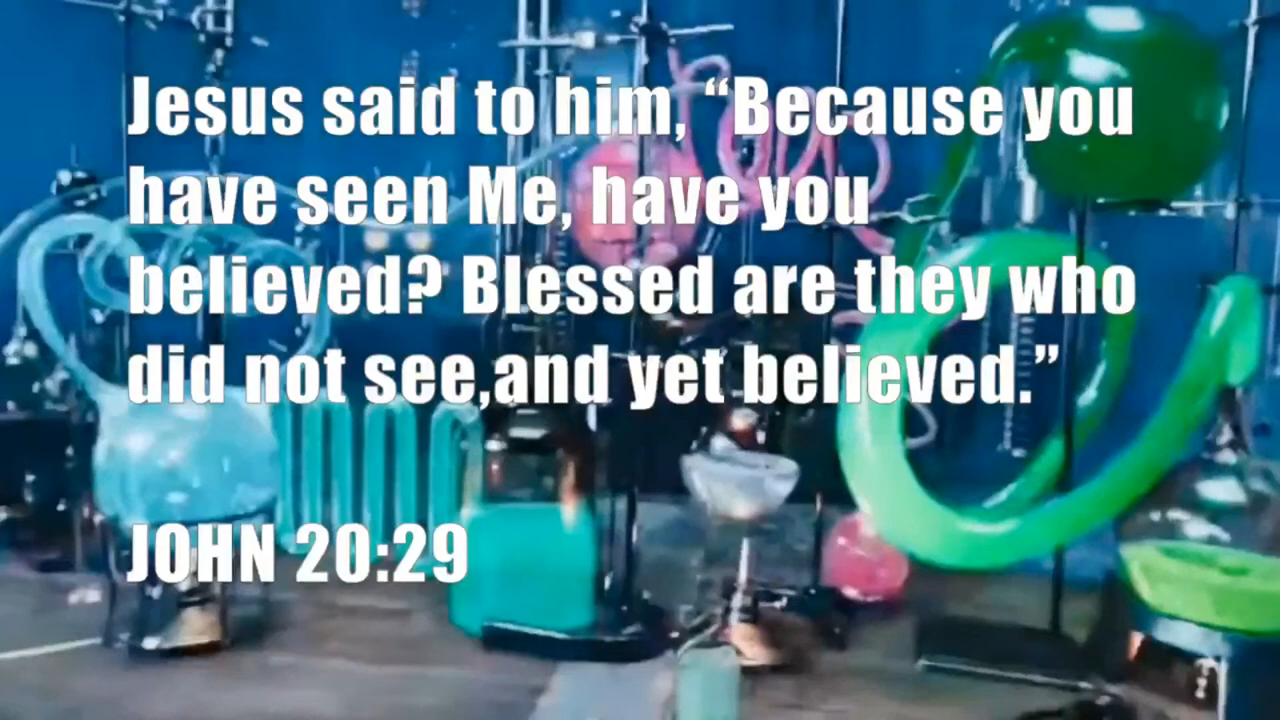 Jesus said to him, “Because you
have seen Me, have you
believed? Blessed are they who
did not see,and yet believed.”
JOHN 20:29